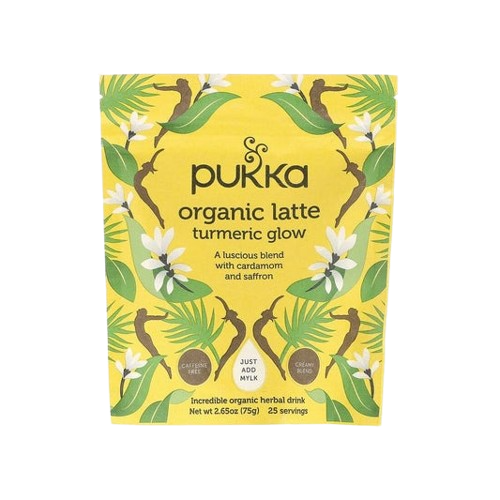 pukka
organic latte
turmeric glow
A luscious blend
with cardamom
and saffron
CAFFEINE
FREE
JUST
ADD
MYLK
CREAMY
BLEND
Incredible organic herbal drink
Net wt 2.65oz (75g) 25 servings